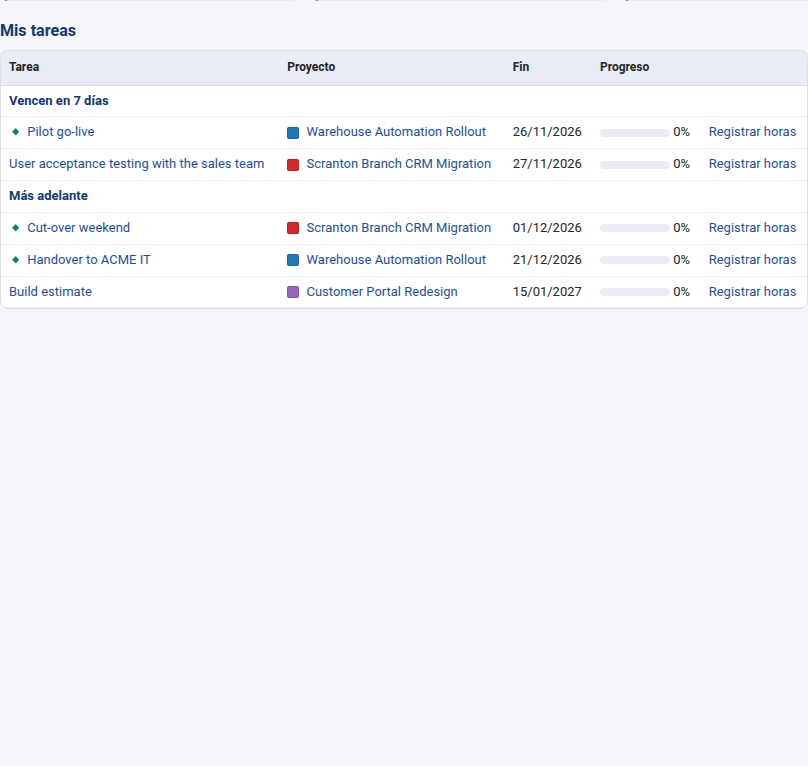 Mis tareas
Tarea Proyecto Fin Progreso
Vencen en 7 días
Pilot go-live Warehouse Automation Rollout 26/11/2026 0% Registrar horas
User acceptance testing with the sales team Scranton Branch CRM Migration 27/11/2026 0% Registrar horas
Más adelante
Cut-over weekend Scranton Branch CRM Migration 01/12/2026 0% Registrar horas
Handover to ACME IT Warehouse Automation Rollout 21/12/2026 0% Registrar horas
Build estimate Customer Portal Redesign 15/01/2027 0% Registrar horas